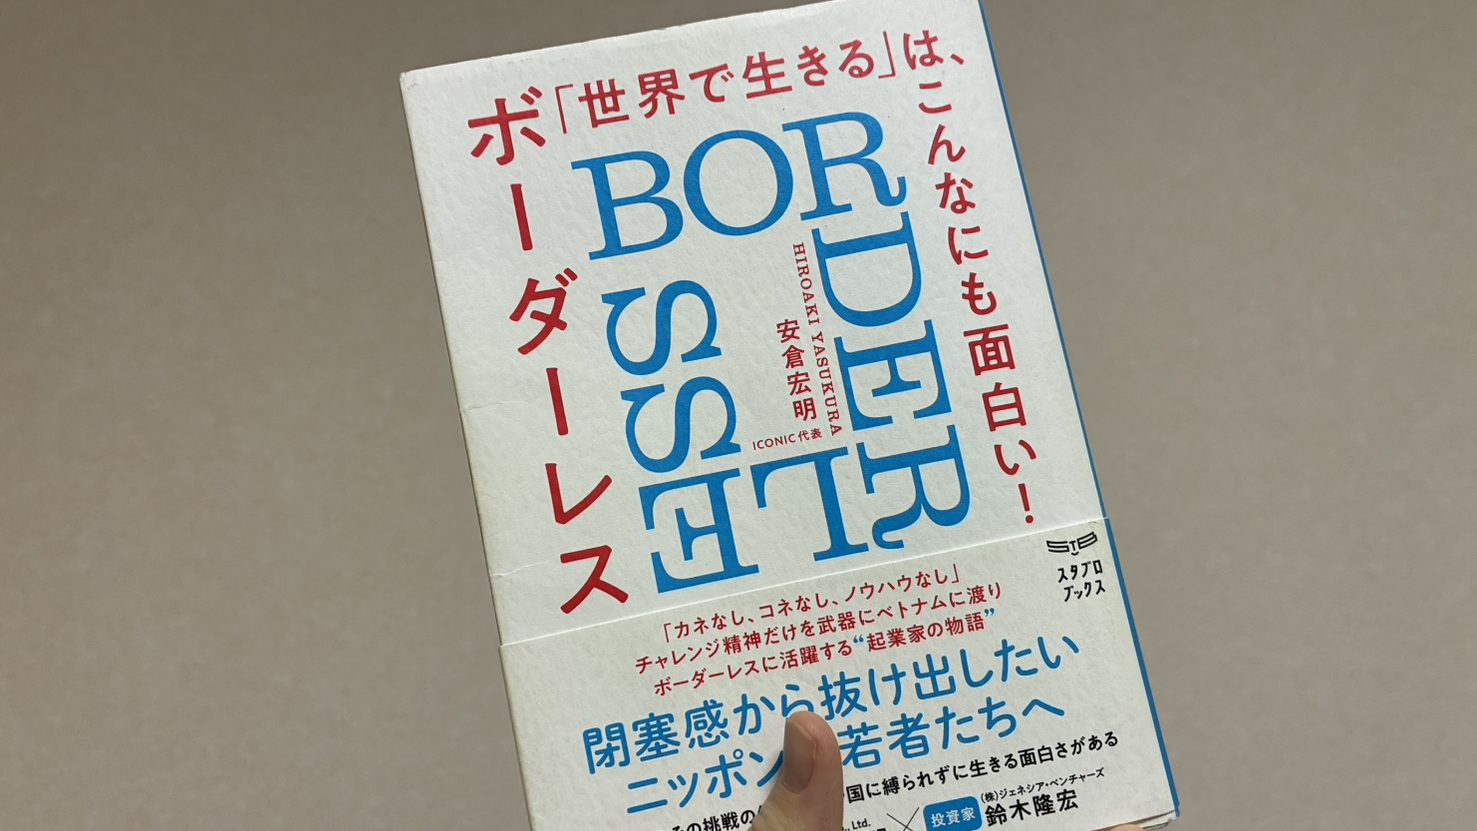 ボーダーレス
「世界で生きる」は、こんなにも面白い!
BORDERLESS
HIROAKI YASUKURA
安倉宏明
ICONIC代表
STB
スタブロ
ブックス
「カネなし、コネなし、ノウハウなし」
チャレンジ精神だけを武器にベトナムに渡り
ボーダーレスに活躍する“起業家の物語”
閉塞感から抜け出したい
ニッポン 若者たちへ
国に縛られずに生きる面白さがある
その挑戦の
Ltd.
×
投資家
(株)ジェネシア・ベンチャーズ
鈴木隆宏